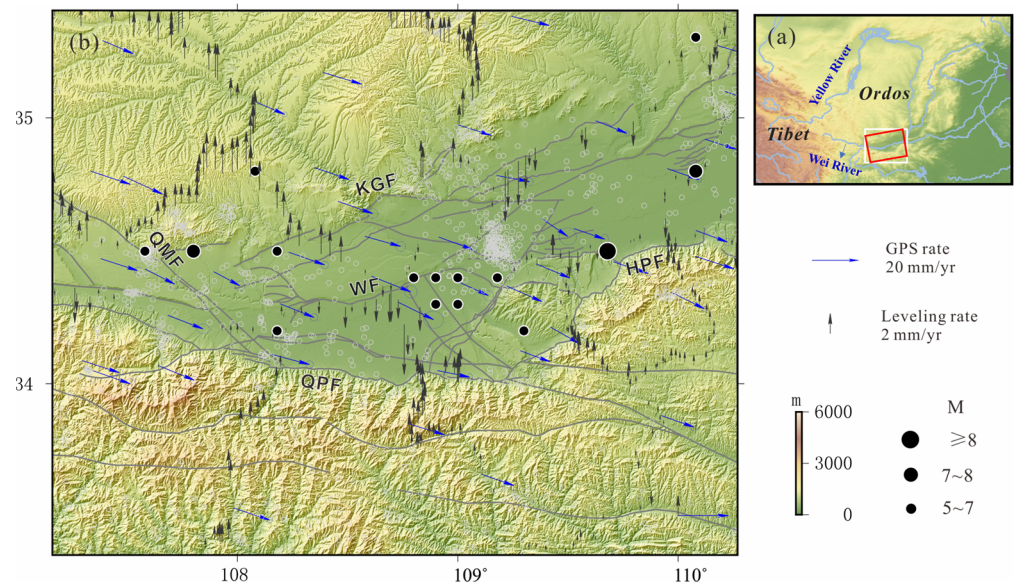 (b)
35
34
108
109°
110°
KGF
QMF
WF
HPF
QPF
(a)
Yellow River
Ordos
Tibet
Wei River
GPS rate
20 mm/yr
Leveling rate
2 mm/yr
m
6000
3000
0
M
≥8
7~8
5~7